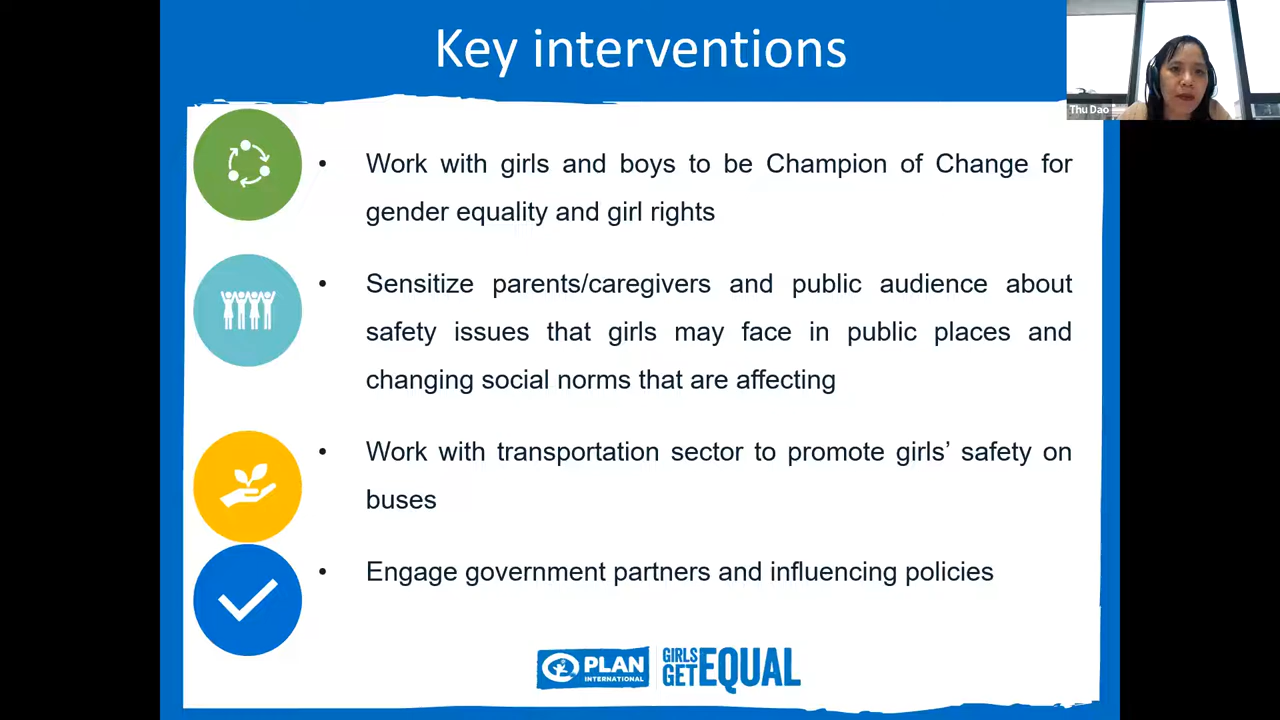 Key interventions
Thu Dao
• Work with girls and boys to be Champion of Change for
gender equality and girl rights
• Sensitize parents/caregivers and public audience about
safety issues that girls may face in public places and
changing social norms that are affecting
• Work with transportation sector to promote girls’ safety on
buses
• Engage government partners and influencing policies
PLAN
INTERNATIONAL
GIRLS
GET EQUAL